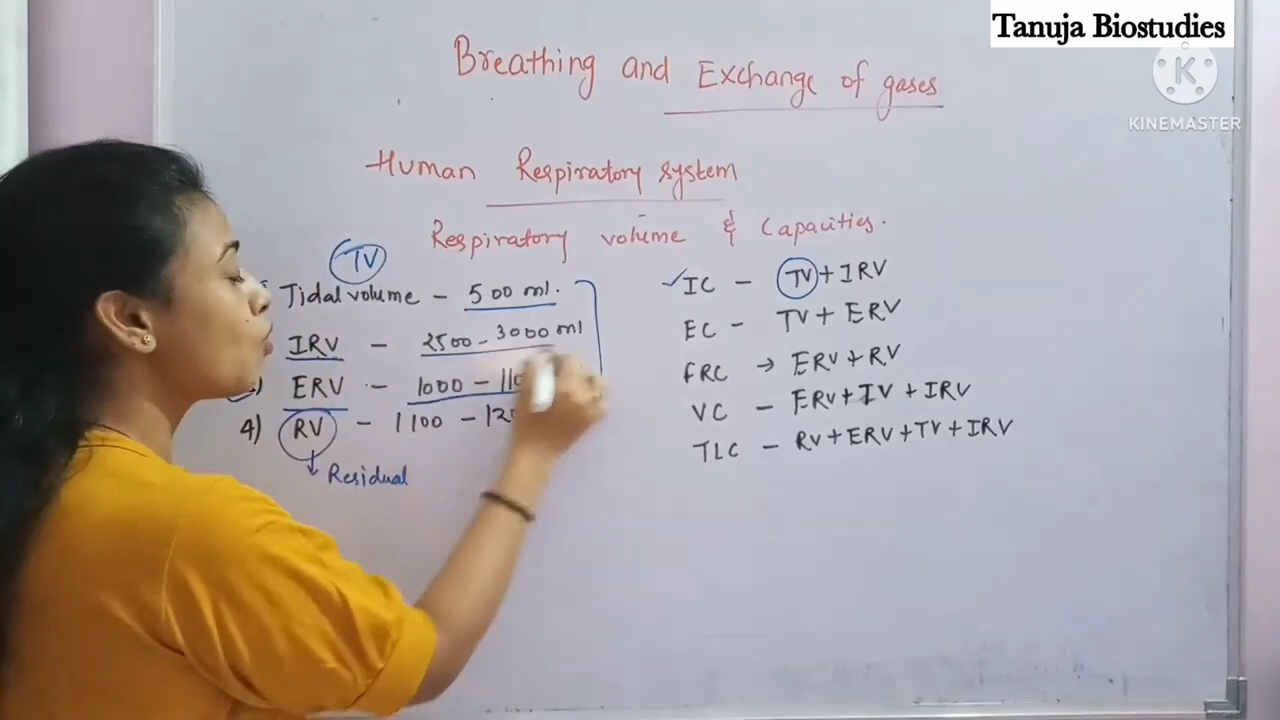 Tanuja Biostudies
KINEMASTER
Breathing and Exchange of gases
Human Respiratory system
Respiratory volume & Capacities.
TV
Tidal volume - 500 ml.
IRV - 2500 - 3000 ml
ERV - 1000 -
4) RV - 1100 -
Residual
IC - TV + IRV
EC - TV + ERV
FRC → ERV + RV
VC - ERV + TV + IRV
TLC - RV + ERV + TV + IRV